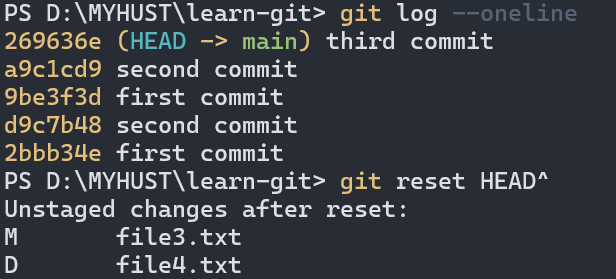 PS D:\MYHUST\learn-git> git log --oneline
269636e (HEAD -> main) third commit
a9c1cd9 second commit
9be3f3d first commit
d9c7b48 second commit
2bbb34e first commit
PS D:\MYHUST\learn-git> git reset HEAD^
Unstaged changes after reset:
M       file3.txt
D       file4.txt